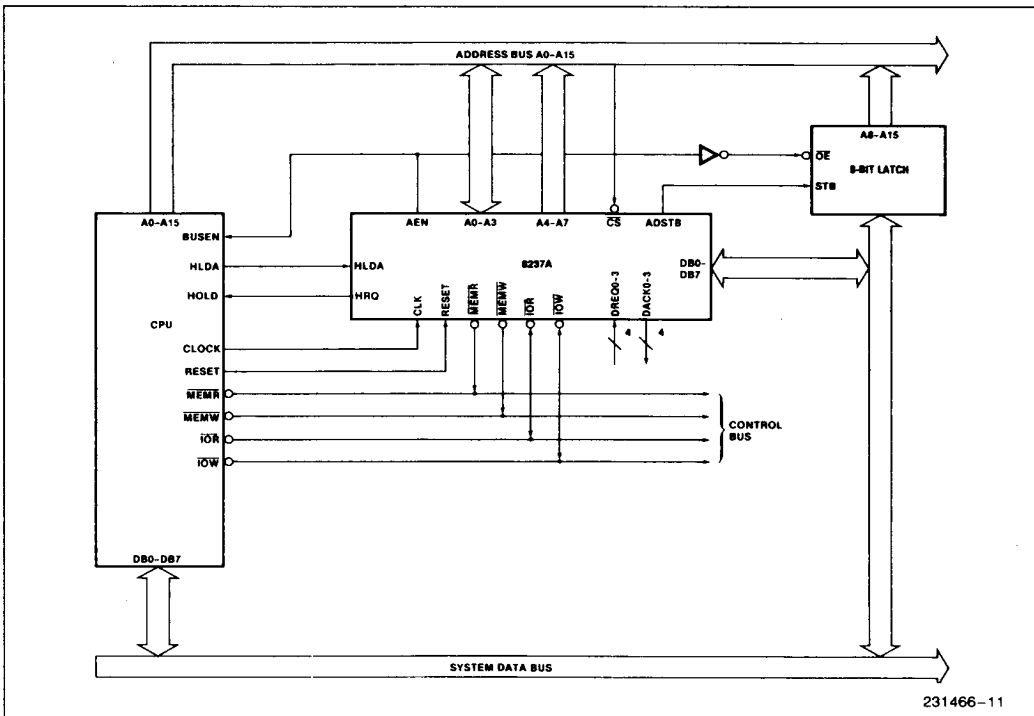 ADDRESS BUS A0-A15
A8-A15
OE
8-BIT LATCH
STB
A0-A15
BUSEN
HLDA
HOLD
CPU
CLOCK
RESET
MEMR
MEMW
IOR
IOW
DB0-DB7
AEN
A0-A3
A4-A7
CS
ADSTB
HLDA
8237A
DB0-
DB7
HRQ
CLK
RESET
MEMR
MEMW
IOR
IOW
DREQ0-3
DACK0-3
4
4
CONTROL
BUS
SYSTEM DATA BUS
231466-11